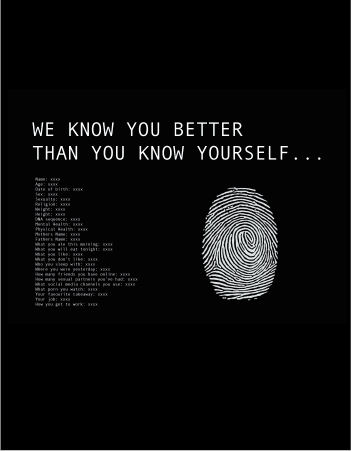 WE KNOW YOU BETTER
THAN YOU KNOW YOURSELF...
Name: xxxx
Age: xxxx
Date of birth: xxxx
Sex: xxxx
Sexualty: xxxx
Religion: xxxx
Weight: xxxx
Height: xxxx
DNA sequence: xxxx
Mental Health: xxxx
Physical Health: xxxx
Mothers Name: xxxx
Fathers Name: xxxx
What you ate this morning: xxxx
What you will eat tonight: xxxx
What you like: xxxx
What you don't like: xxxx
Who you sleep with: xxxx
Where you were yesterday: xxxx
How many friends you have online: xxxx
How many sexual partners you've had: xxxx
What social media channels you use: xxxx
What porn you watch: xxxx
Your favourite takeaway: xxxx
Your job: xxxx
How you get to work: xxxx